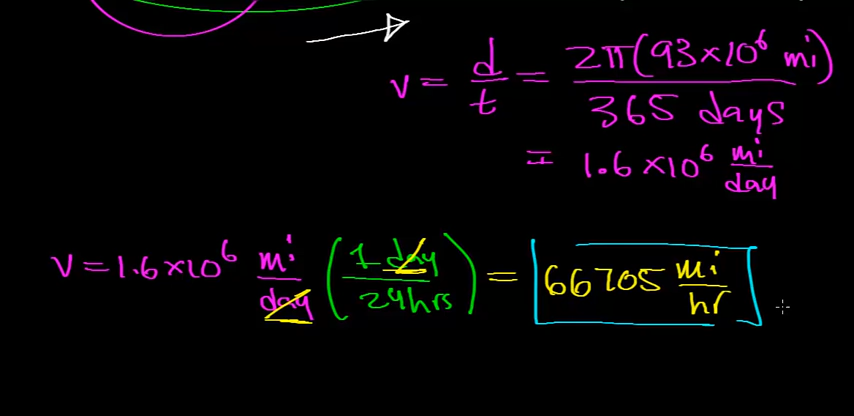 v = d/t = 2π(93×10⁶ mi)/365 days
= 1.6×10⁶ mi/day
v = 1.6×10⁶ mi/day (1 day/24hrs) = 66705 mi/hr